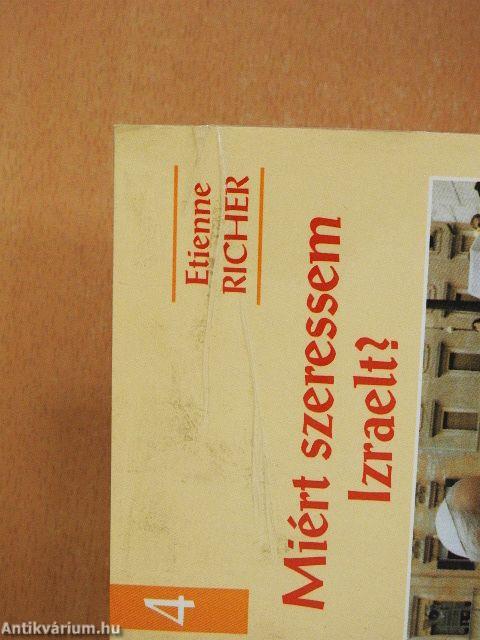 Etienne
RICHER
Miért szeressem
Izraelt?
4
Antikvárium.hu